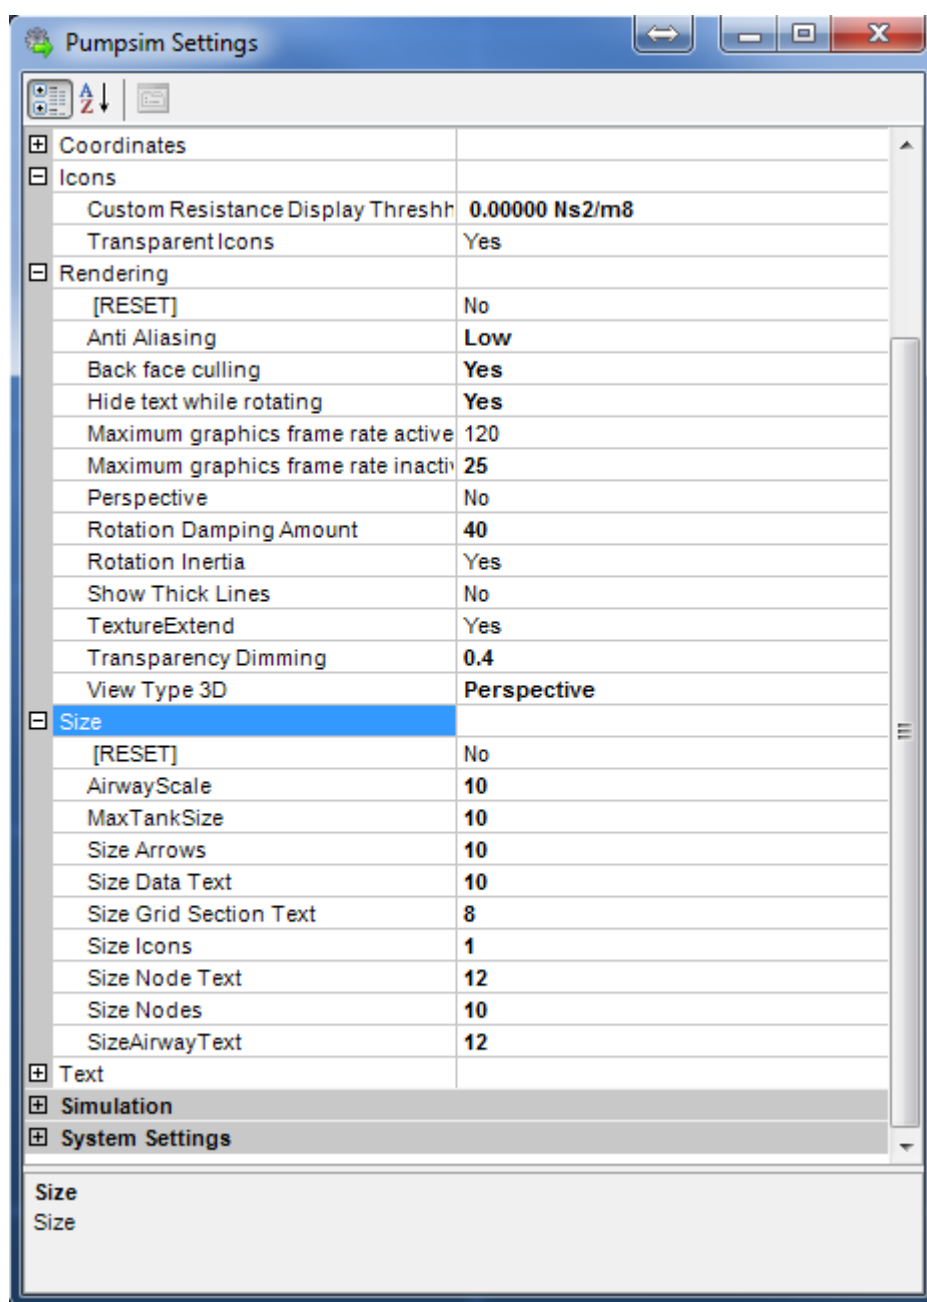 Pumpsim Settings
Coordinates
Icons
Custom Resistance Display Threshh 0.00000 Ns2/m8
Transparent Icons Yes
Rendering
[RESET] No
Anti Aliasing Low
Back face culling Yes
Hide text while rotating Yes
Maximum graphics frame rate active 120
Maximum graphics frame rate inactiv 25
Perspective No
Rotation Damping Amount 40
Rotation Inertia Yes
Show Thick Lines No
TextureExtend Yes
Transparency Dimming 0.4
View Type 3D Perspective
Size
[RESET] No
AirwayScale 10
MaxTankSize 10
Size Arrows 10
Size Data Text 10
Size Grid Section Text 8
Size Icons 1
Size Node Text 12
Size Nodes 10
SizeAirwayText 12
Text
Simulation
System Settings
Size
Size